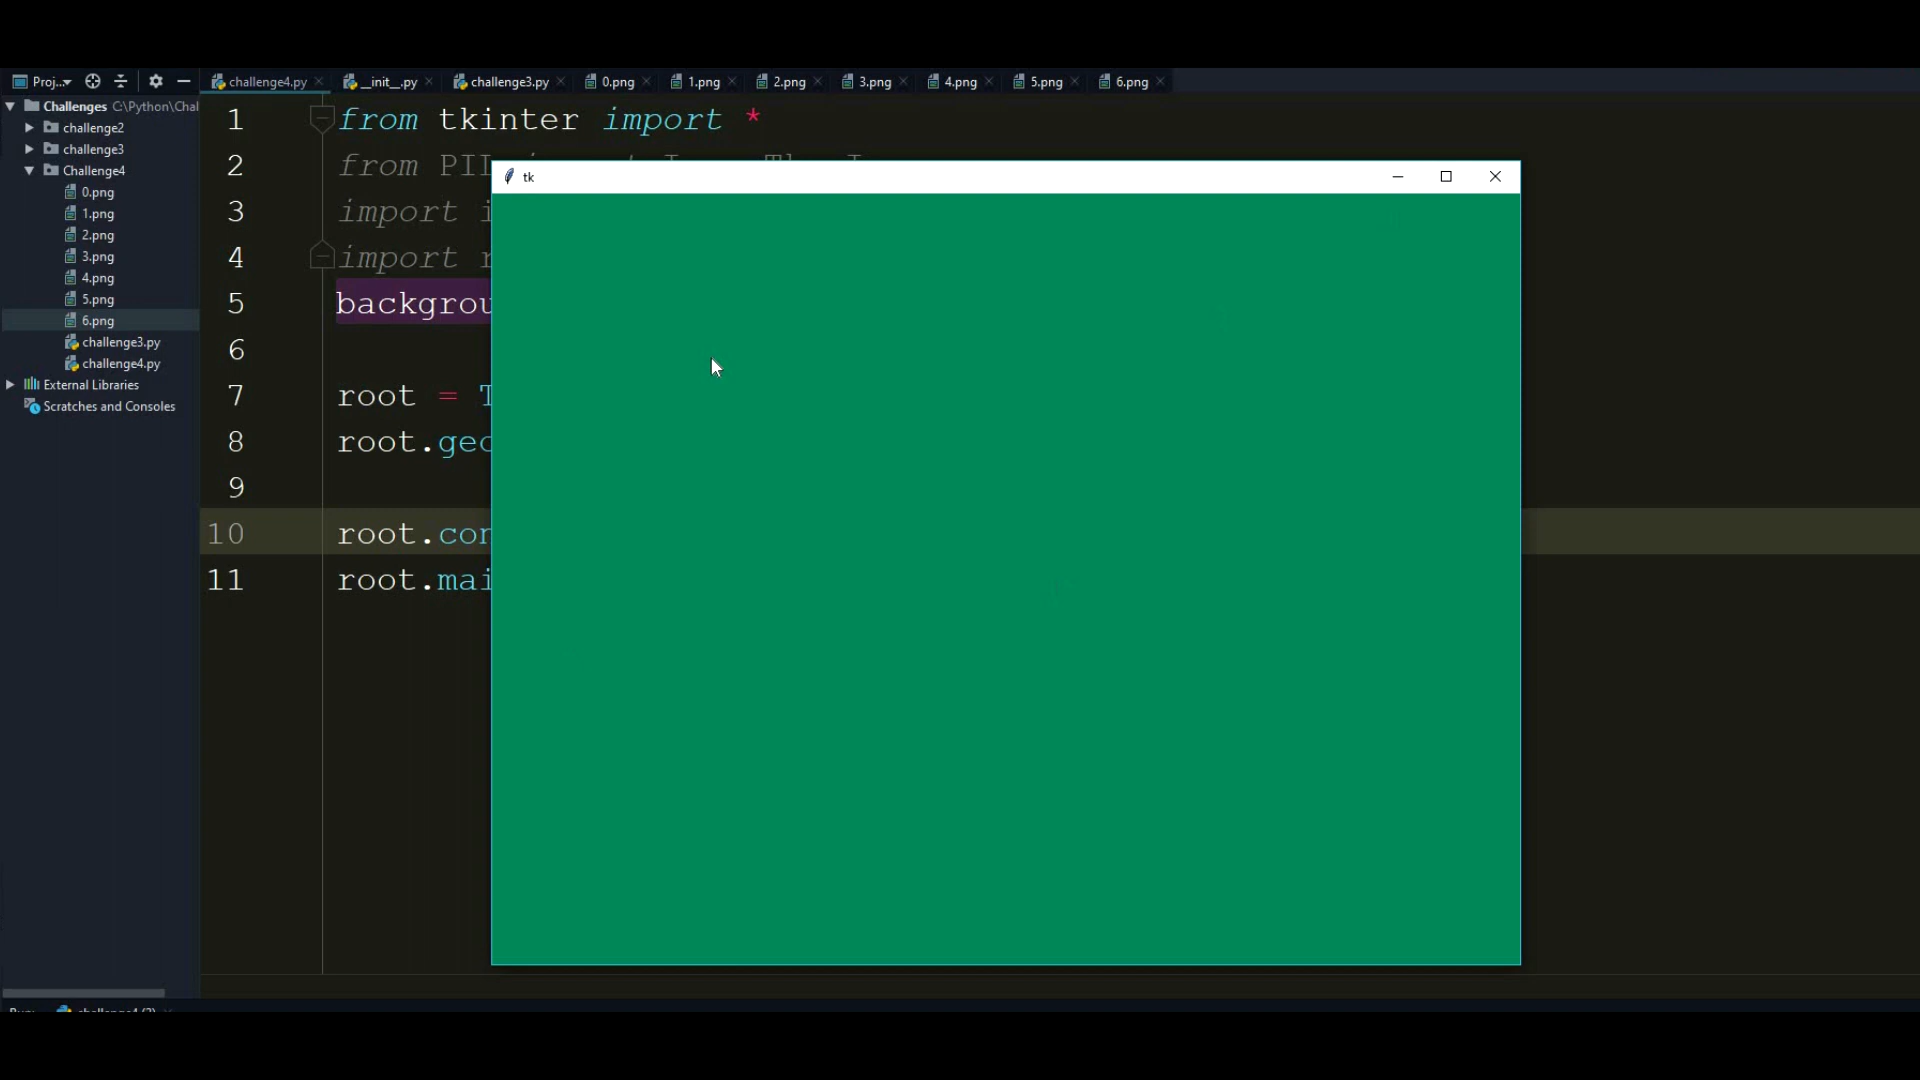 Proj...
challenge4.py
__init__.py
challenge3.py
0.png
1.png
2.png
3.png
4.png
5.png
6.png
Challenges C:\Python\Chal
challenge2
challenge3
Challenge4
0.png
1.png
2.png
3.png
4.png
5.png
6.png
challenge3.py
challenge4.py
External Libraries
Scratches and Consoles
1 from tkinter import *
2 from
3 import
4 import
5 backgrou
6
7 root =
8 root.geo
9
10 root.con
11 root.mai
tk